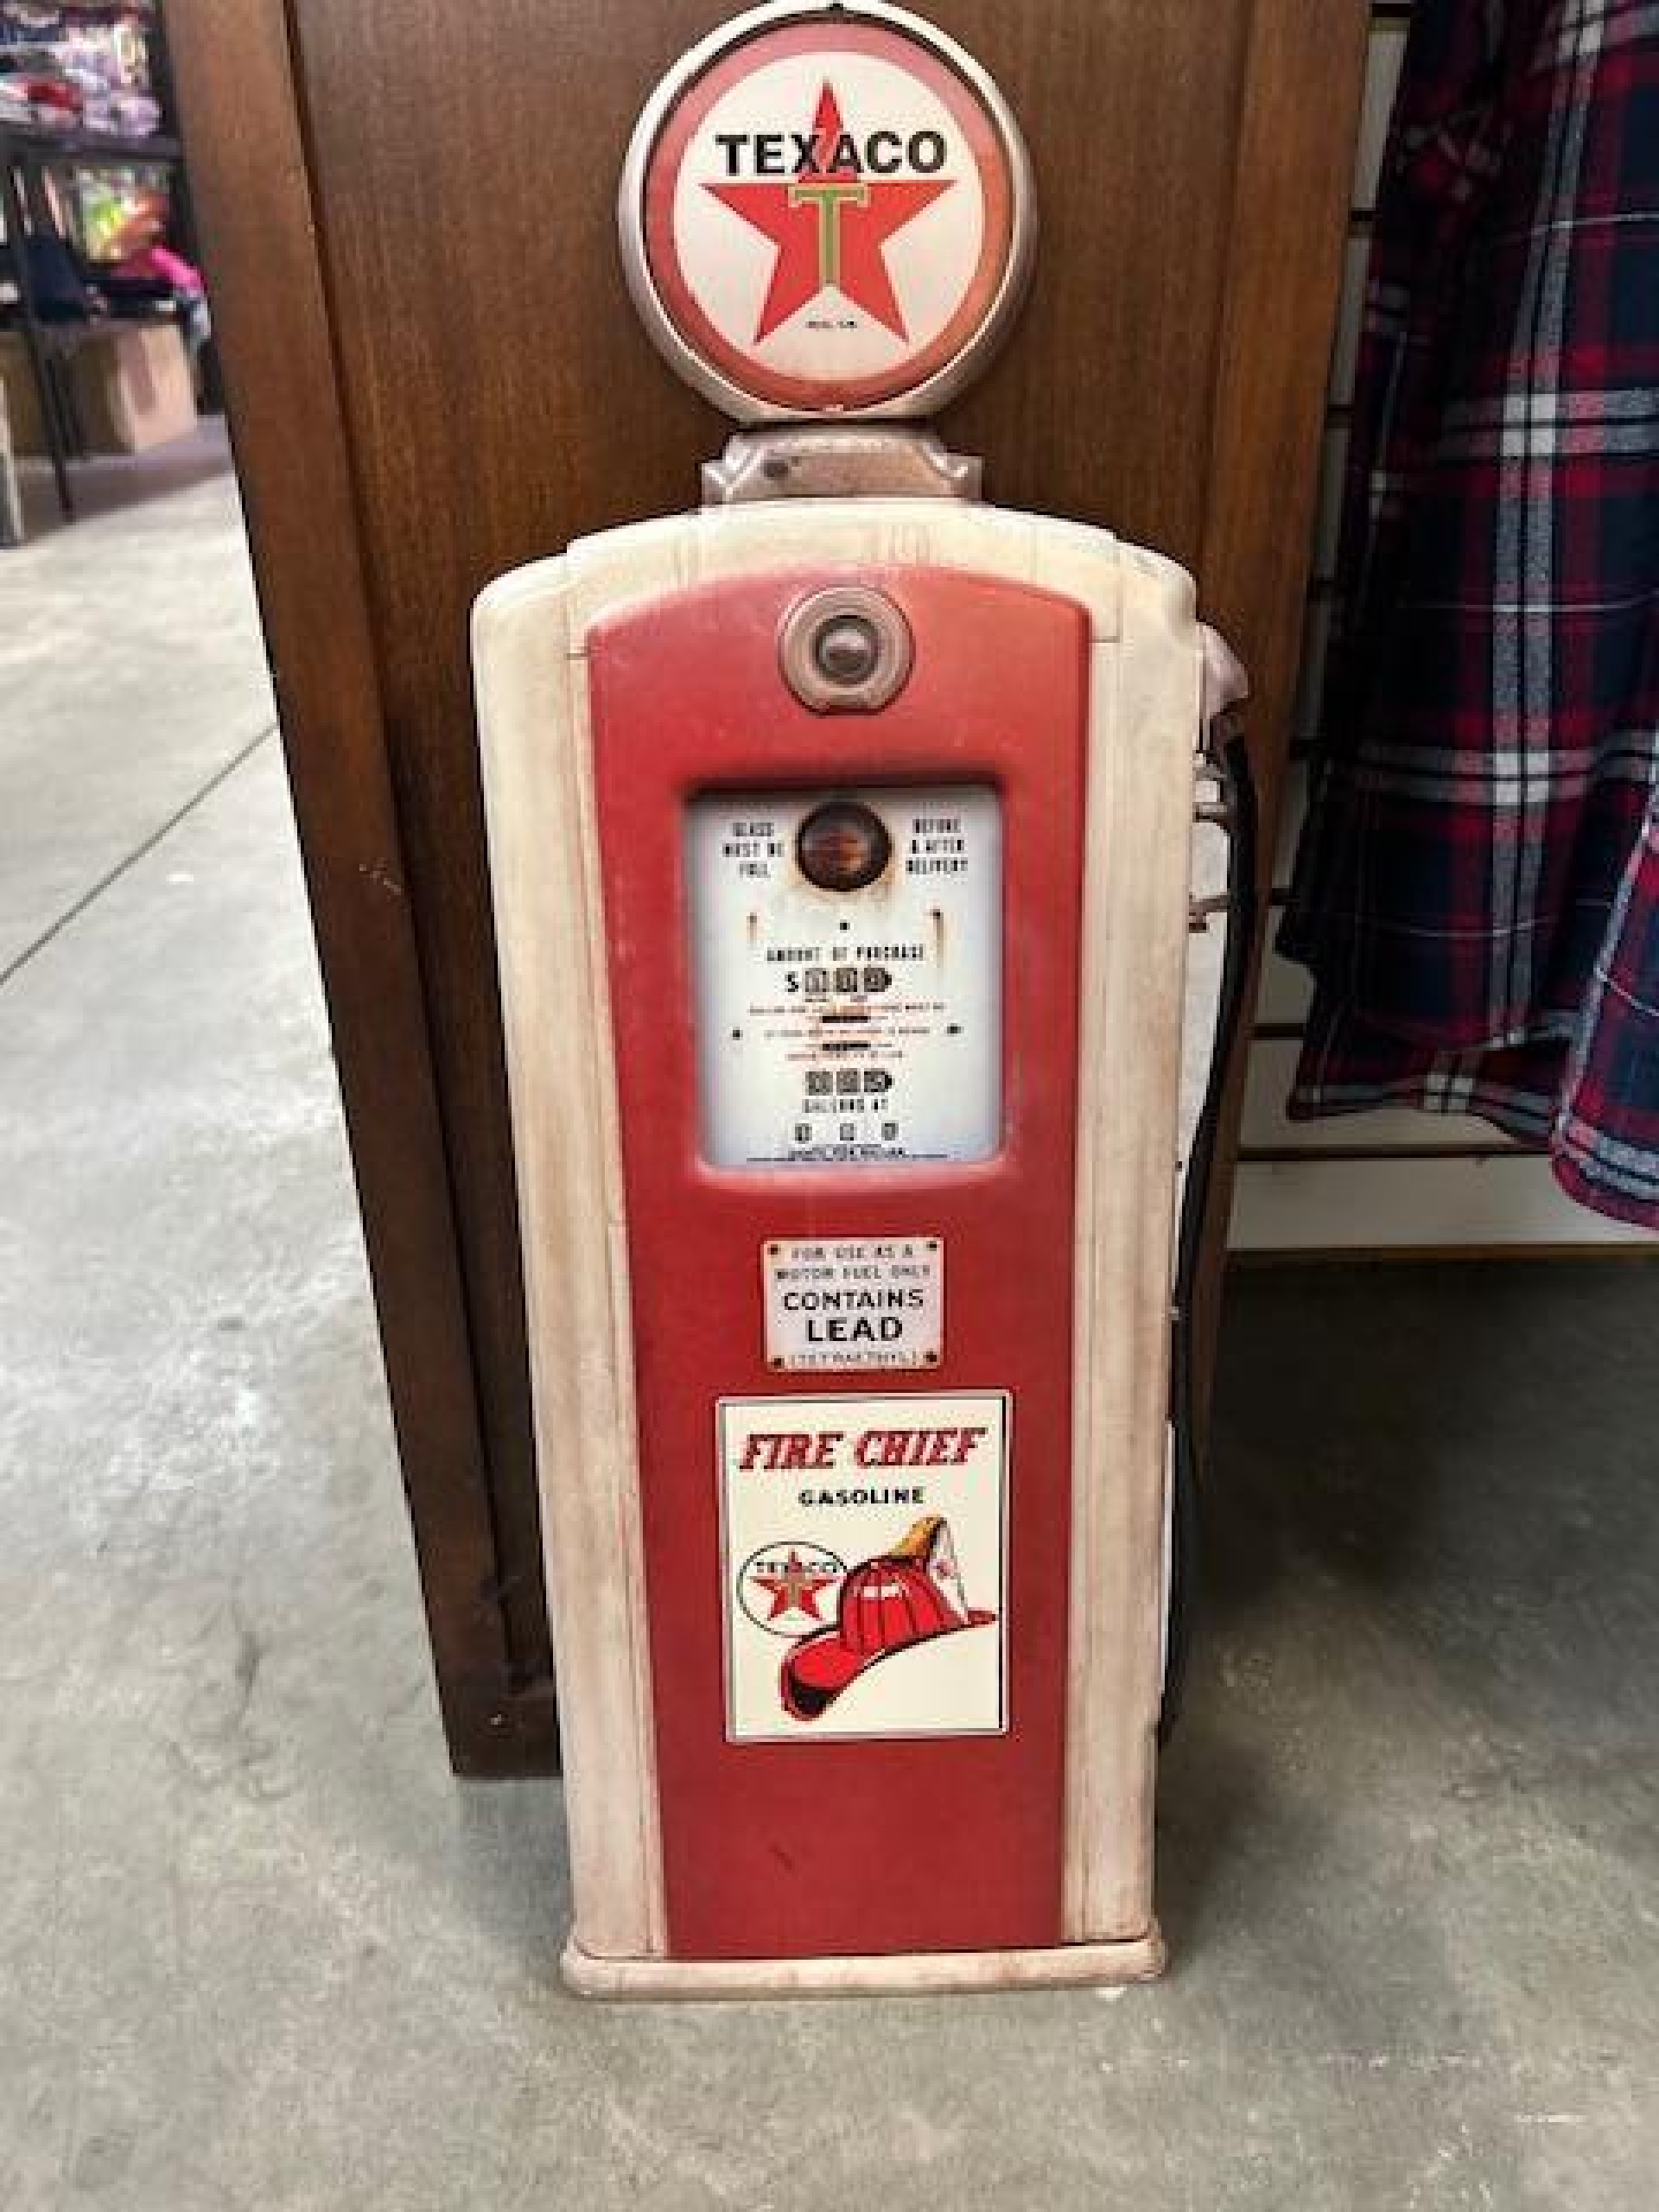 TEXACO
T
GLASS
MUST BE
FULL
BEFORE
& AFTER
DELIVERY
AMOUNT OF PURCHASE
$
GALLONS AT
FOR USE AS A
MOTOR FUEL ONLY
CONTAINS
LEAD
(TETRAETHYL)
FIRE CHIEF
GASOLINE
TEXACO
T